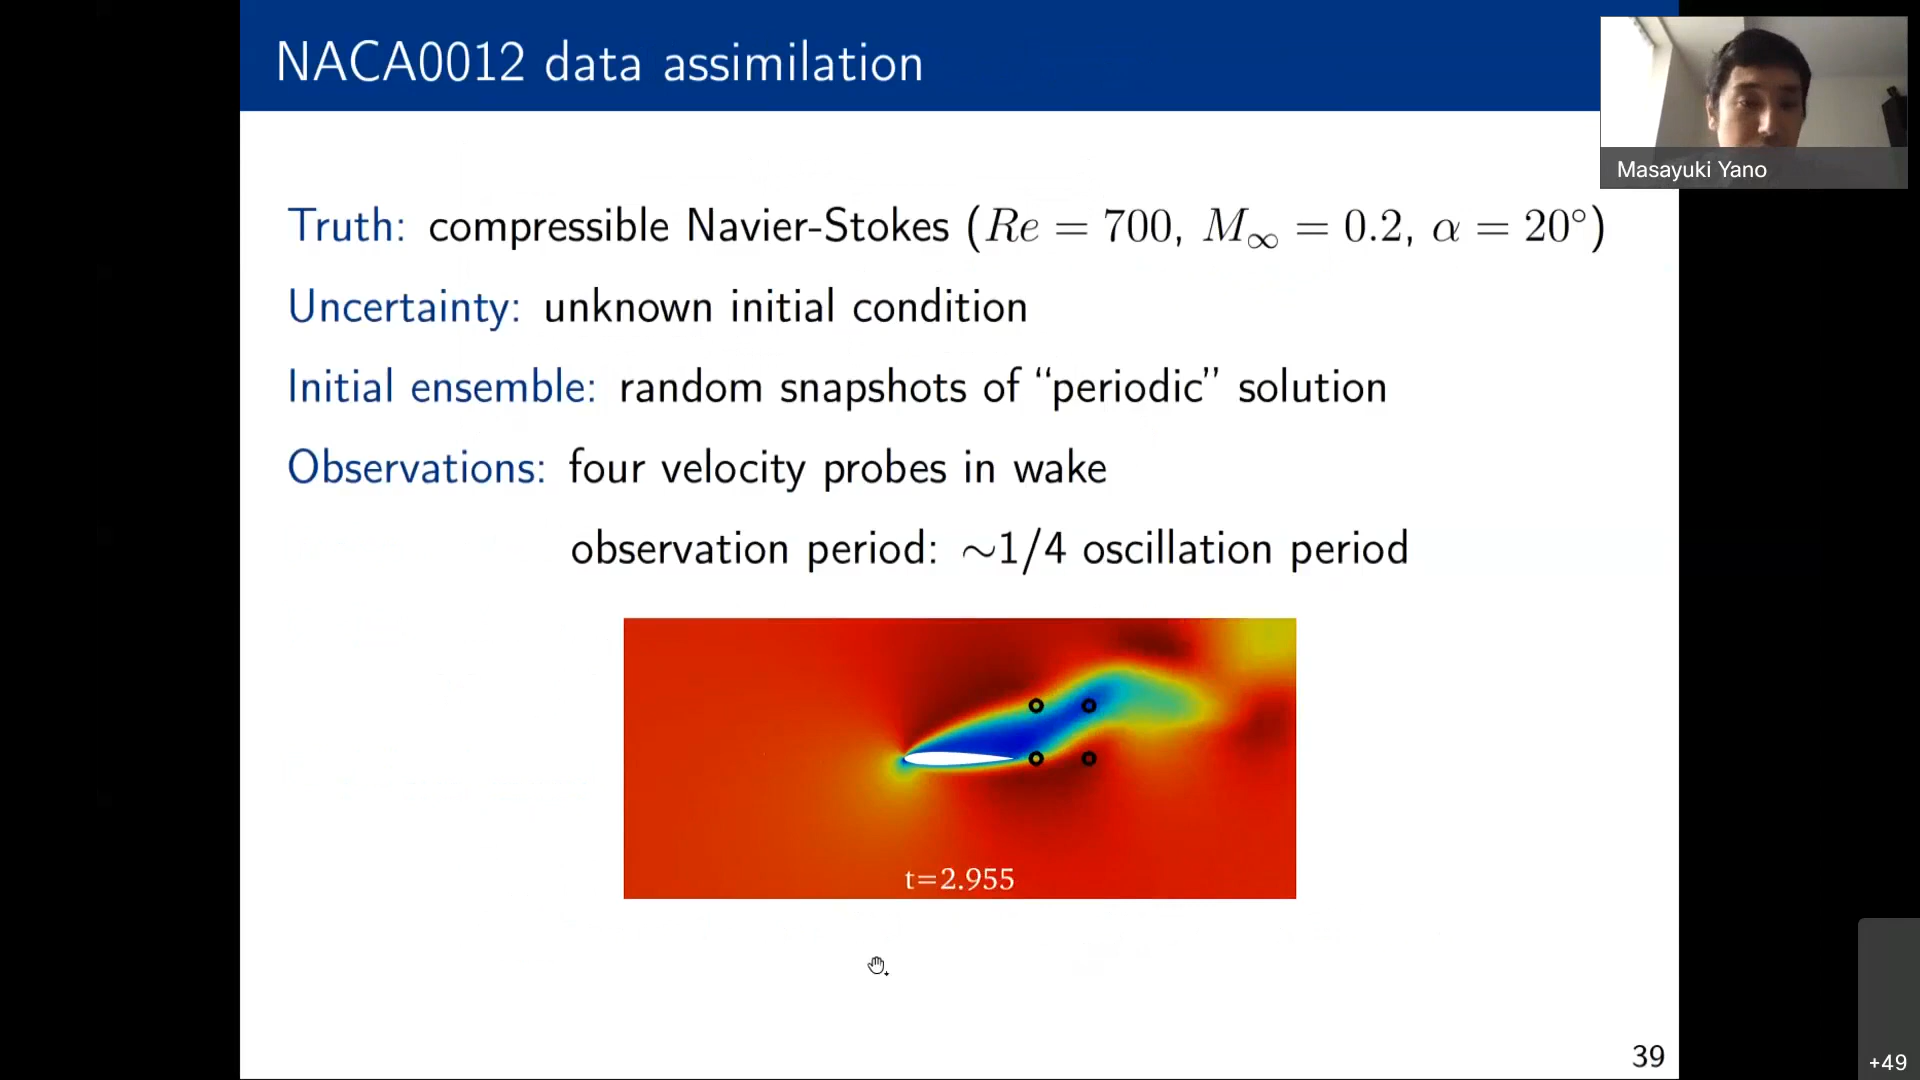 NACA0012 data assimilation
Masayuki Yano
Truth: compressible Navier-Stokes (Re = 700, M∞ = 0.2, α = 20°)
Uncertainty: unknown initial condition
Initial ensemble: random snapshots of “periodic” solution
Observations: four velocity probes in wake
observation period: ~1/4 oscillation period
t=2.955
39
+49